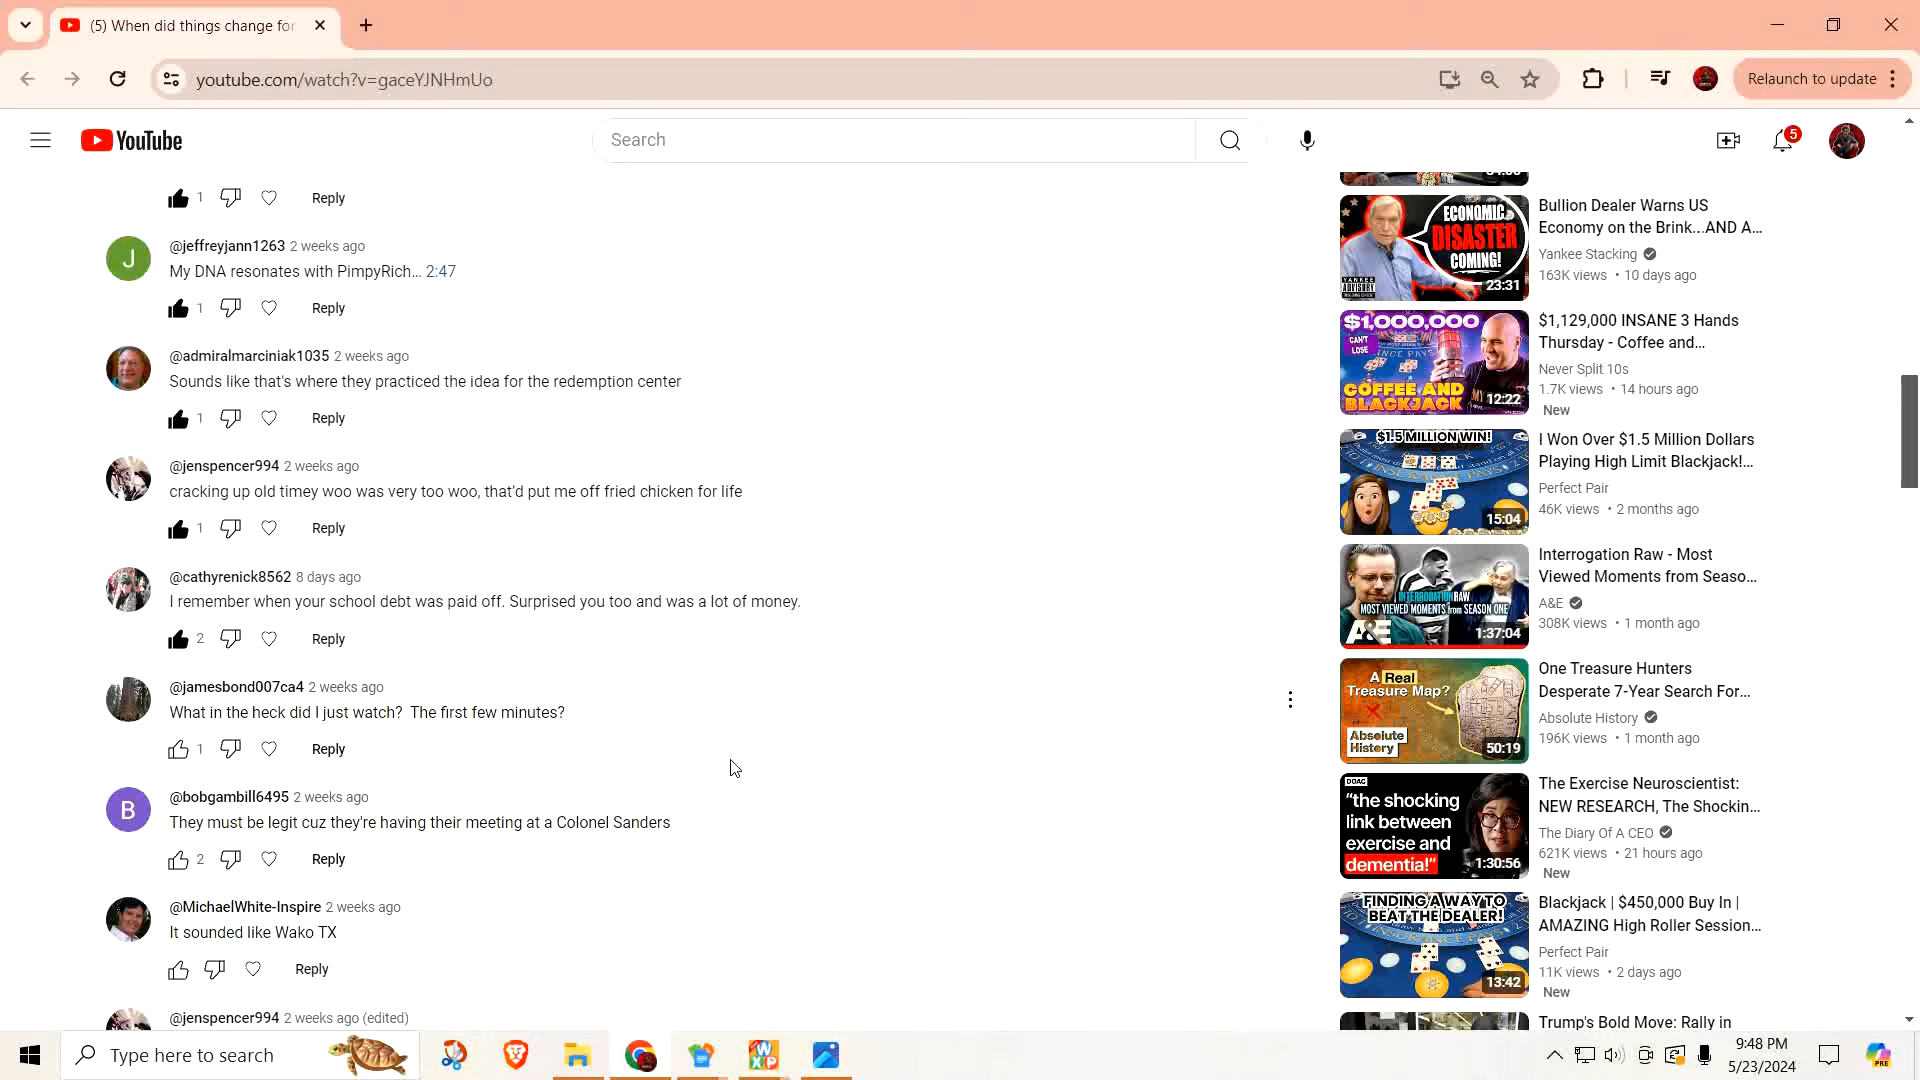 (5) When did things change for
youtube.com/watch?v=gaceYJNHmUo
Relaunch to update
YouTube
Search
5
1
Reply
@jeffreyjann1263 2 weeks ago
My DNA resonates with PimpyRich... 2:47
1
Reply
@admiralmarciniak1035 2 weeks ago
Sounds like that's where they practiced the idea for the redemption center
1
Reply
@jenspencer994 2 weeks ago
cracking up old timey woo was very too woo, that'd put me off fried chicken for life
1
Reply
@cathyrenick8562 8 days ago
I remember when your school debt was paid off. Surprised you too and was a lot of money.
2
Reply
@jamesbond007ca4 2 weeks ago
What in the heck did I just watch?  The first few minutes?
1
Reply
B
@bobgambill6495 2 weeks ago
They must be legit cuz they're having their meeting at a Colonel Sanders
2
Reply
@MichaelWhite-Inspire 2 weeks ago
It sounded like Wako TX
Reply
@jenspencer994 2 weeks ago (edited)
J
ECONOMIC
DISASTER
COMING!
YANKEE
23:31
Bullion Dealer Warns US
Economy on the Brink...AND A...
Yankee Stacking
163K views • 10 days ago
$1,000,000
CAN'T
LOSE
COFFEE AND
BLACKJACK
12:22
$1,129,000 INSANE 3 Hands
Thursday - Coffee and...
Never Split 10s
1.7K views • 14 hours ago
New
$1.5 MILLION WIN!
15:04
I Won Over $1.5 Million Dollars
Playing High Limit Blackjack!...
Perfect Pair
46K views • 2 months ago
INTERROGATION RAW
MOST VIEWED MOMENTS from SEASON ONE
A&E
1:37:04
Interrogation Raw - Most
Viewed Moments from Seaso...
A&E
308K views • 1 month ago
A Real
Treasure Map?
Absolute
History
50:19
One Treasure Hunters
Desperate 7-Year Search For...
Absolute History
196K views • 1 month ago
DOAC
"the shocking
link between
exercise and
dementia!"
1:30:56
The Exercise Neuroscientist:
NEW RESEARCH, The Shockin...
The Diary Of A CEO
621K views • 21 hours ago
New
FINDING A WAY TO
BEAT THE DEALER!
13:42
Blackjack | $450,000 Buy In |
AMAZING High Roller Session...
Perfect Pair
11K views • 2 days ago
New
Trump's Bold Move: Rally in
Type here to search
9:48 PM
5/23/2024
PRE